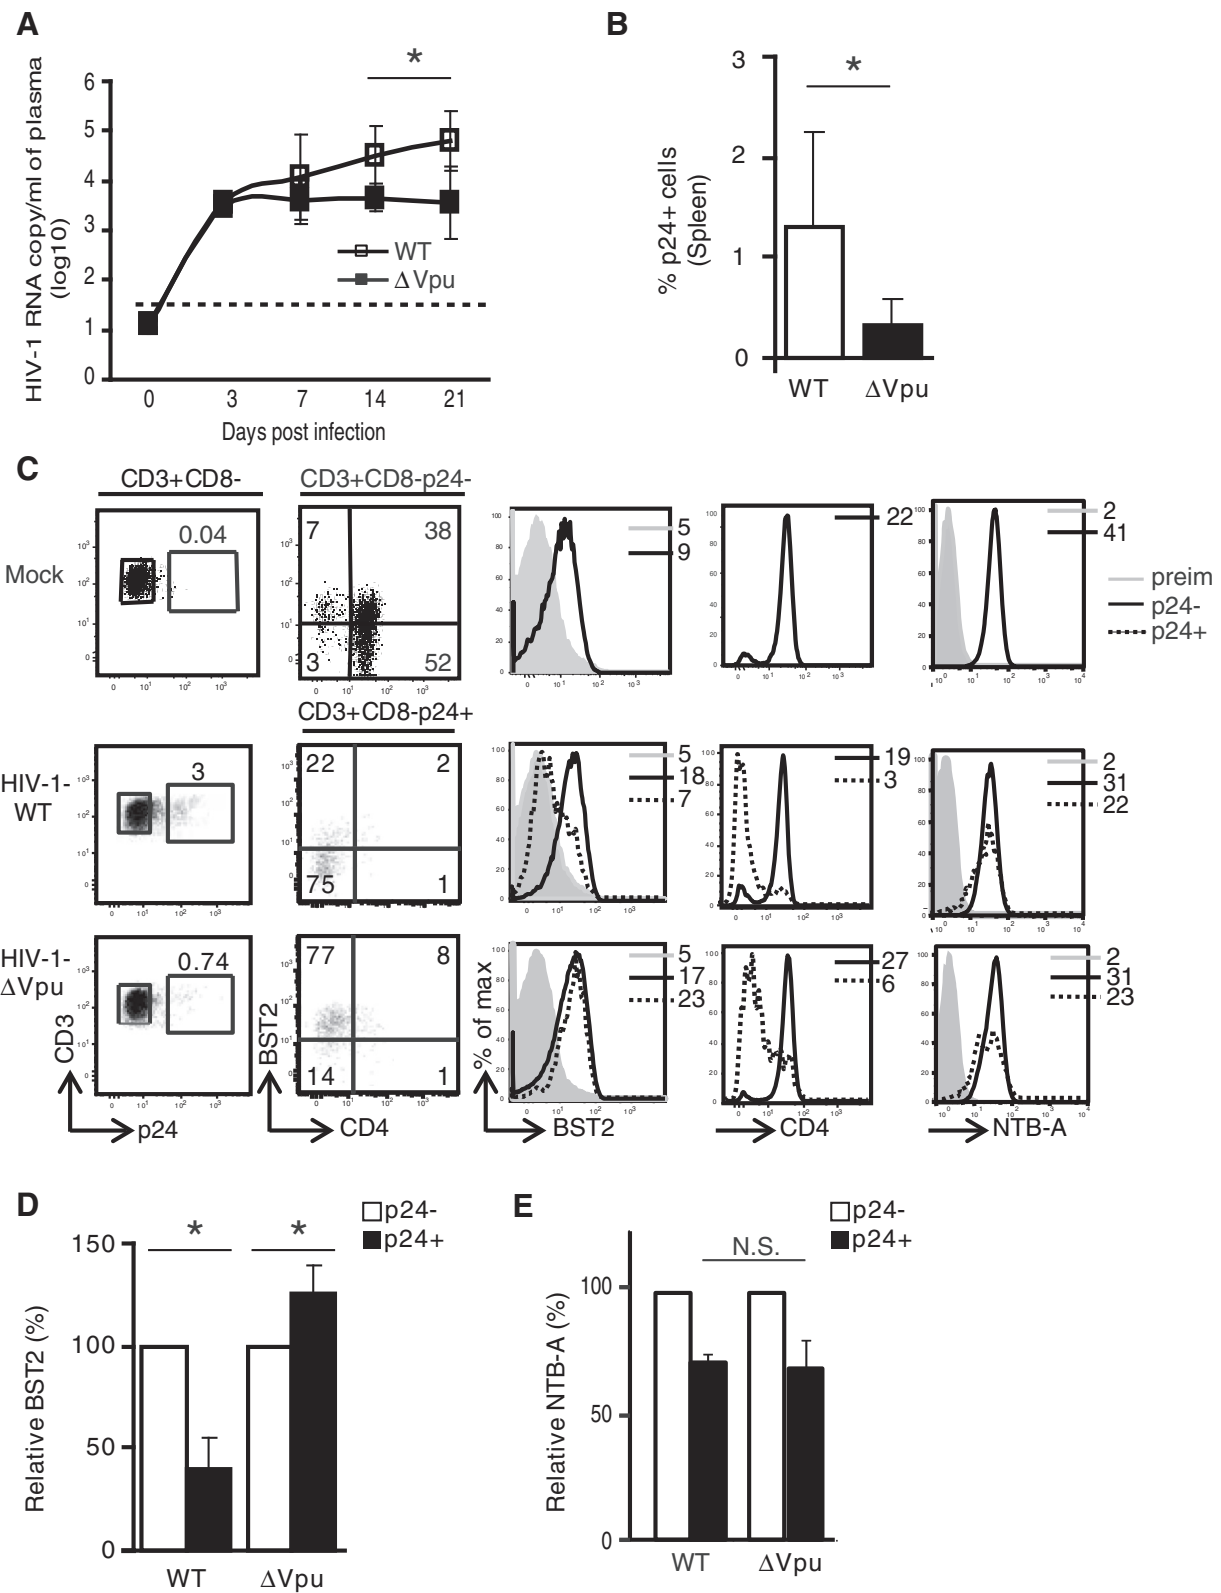 A
HIV-1 RNA copy/ml of plasma
(log10)
6
5
4
3
2
1
0
*
WT
ΔVpu
0 3 7 14 21
Days post infection
B
% p24+ cells
(Spleen)
3
2
1
0
*
WT ΔVpu
C
CD3+CD8-
CD3+CD8-p24-
Mock
0.04
7 38
3 52
5
9
22
2
41
preim
p24-
p24+
CD3+CD8-p24+
HIV-1-
WT
3
22 2
75 1
5
18
7
19
3
2
31
22
HIV-1-
ΔVpu
0.74
77 8
14 1
5
17
23
27
6
2
31
23
CD3
p24
BST2
CD4
% of max
BST2
CD4
NTB-A
D
Relative BST2 (%)
150
100
50
0
* *
p24-
p24+
WT ΔVpu
E
Relative NTB-A (%)
100
50
0
N.S.
p24-
p24+
WT ΔVpu